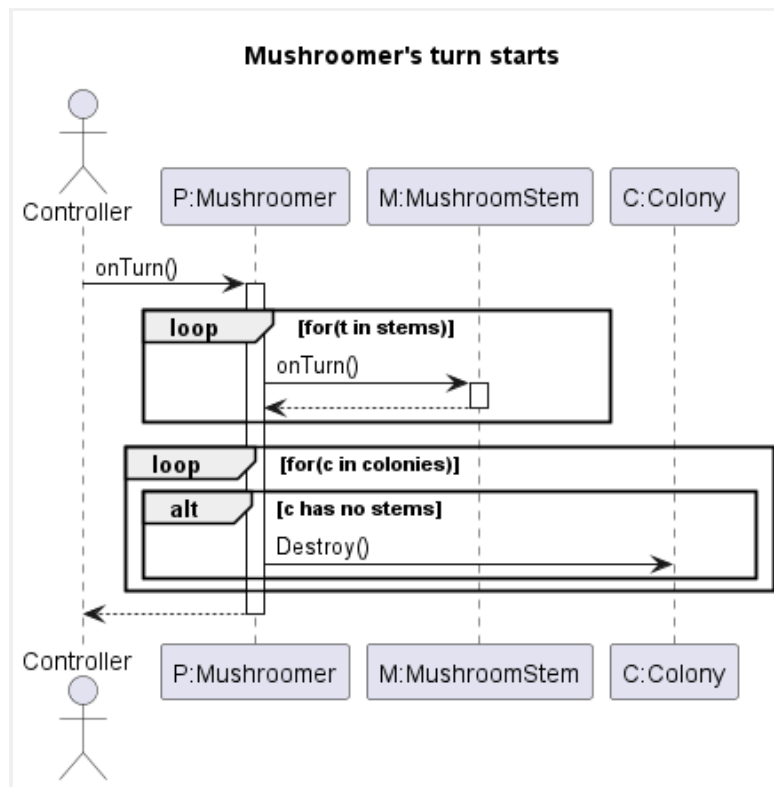 Mushroomer's turn starts
Controller
P:Mushroomer
M:MushroomStem
C:Colony
onTurn()
loop
[for(t in stems)]
onTurn()
loop
[for(c in colonies)]
alt
[c has no stems]
Destroy()
Controller
P:Mushroomer
M:MushroomStem
C:Colony